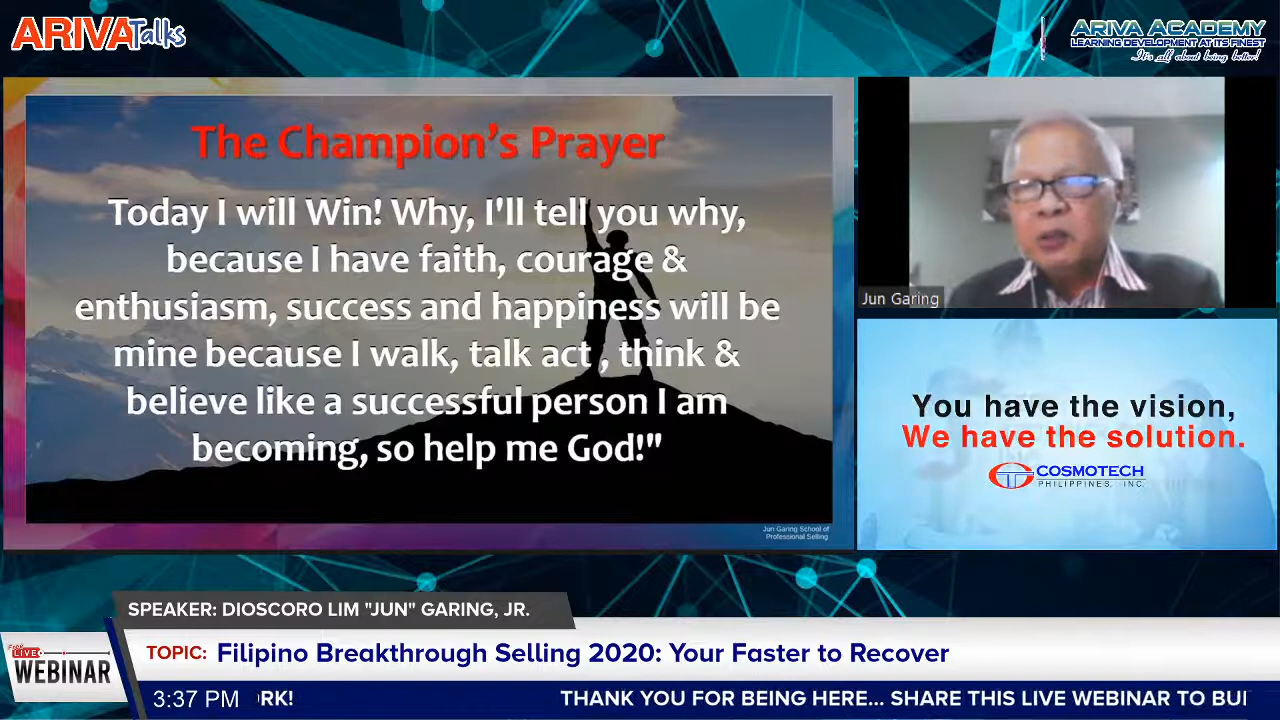 ARIVATalks
ARIVA ACADEMY
LEARNING DEVELOPMENT AT ITS FINEST
It's all about being better!
The Champion's Prayer
Today I will Win! Why, I'll tell you why,
because I have faith, courage &
enthusiasm, success and happiness will be
mine because I walk, talk act , think &
believe like a successful person I am
becoming, so help me God!"
Jun Garing School of
Professional Selling
Jun Garing
You have the vision,
We have the solution.
COSMOTECH
PHILIPPINES, INC.
SPEAKER: DIOSCORO LIM "JUN" GARING, JR.
Free
LIVE
WEBINAR
TOPIC: Filipino Breakthrough Selling 2020: Your Faster to Recover
3:37 PM RK! THANK YOU FOR BEING HERE... SHARE THIS LIVE WEBINAR TO BUI